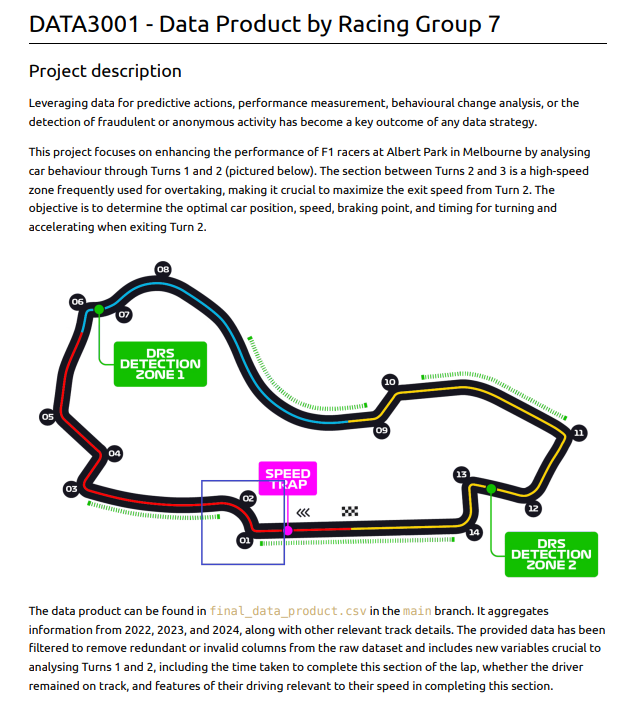 DATA3001 - Data Product by Racing Group 7
Project description
Leveraging data for predictive actions, performance measurement, behavioural change analysis, or the
detection of fraudulent or anonymous activity has become a key outcome of any data strategy.
This project focuses on enhancing the performance of F1 racers at Albert Park in Melbourne by analysing
car behaviour through Turns 1 and 2 (pictured below). The section between Turns 2 and 3 is a high-speed
zone frequently used for overtaking, making it crucial to maximize the exit speed from Turn 2. The
objective is to determine the optimal car position, speed, braking point, and timing for turning and
accelerating when exiting Turn 2.
08
06
07
DRS
DETECTION
ZONE 1
10
05
09
11
04
13
SPEED
TRAP
03
02
12
01
14
DRS
DETECTION
ZONE 2
The data product can be found in final_data_product.csv in the main branch. It aggregates
information from 2022, 2023, and 2024, along with other relevant track details. The provided data has been
filtered to remove redundant or invalid columns from the raw dataset and includes new variables crucial to
analysing Turns 1 and 2, including the time taken to complete this section of the lap, whether the driver
remained on track, and features of their driving relevant to their speed in completing this section.